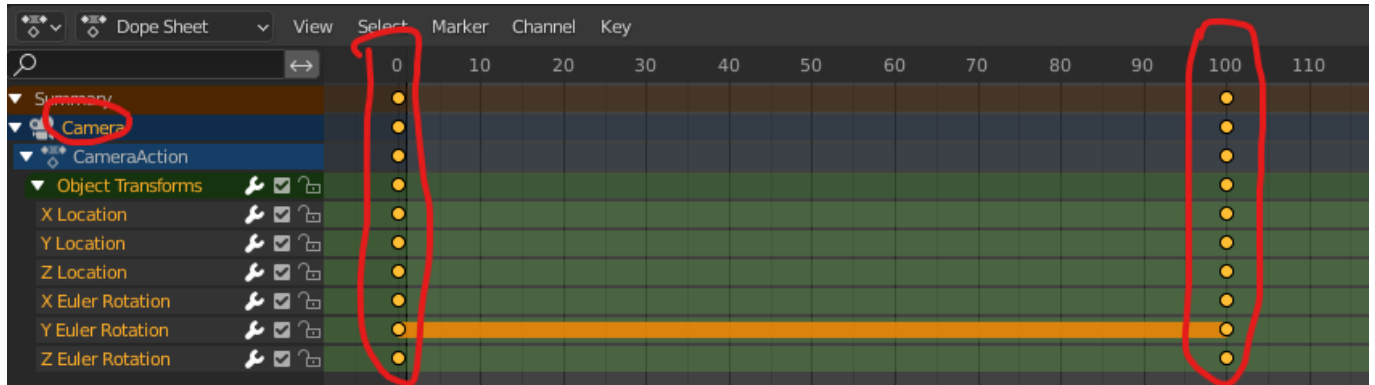 Dope Sheet View Select Marker Channel Key
0 10 20 30 40 50 60 70 80 90 100 110
Summary
Camera
CameraAction
Object Transforms
X Location
Y Location
Z Location
X Euler Rotation
Y Euler Rotation
Z Euler Rotation